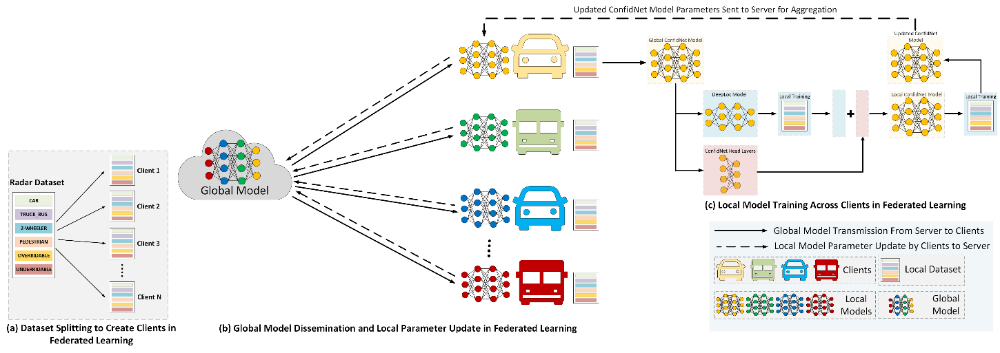 Updated ConfidNet Model Parameters Sent to Server for Aggregation
Radar Dataset
CAR
TRUCK_BUS
2-WHEELER
PEDESTRIAN
OVERRIDABLE
UNDERRIDABLE
Client 1
Client 2
Client 3
Client N
(a) Dataset Splitting to Create Clients in
Federated Learning
Global Model
(b) Global Model Dissemination and Local Parameter Update in Federated Learning
Global ConfidNet Model
Updated ConfidNet
Model
DeepLoc Model
Local Training
+
Local ConfidNet Model
Local Training
ConfidNet Head Layers
(c) Local Model Training Across Clients in Federated Learning
Global Model Transmission From Server to Clients
Local Model Parameter Update by Clients to Server
Clients
Local Dataset
Local
Models
Global
Model